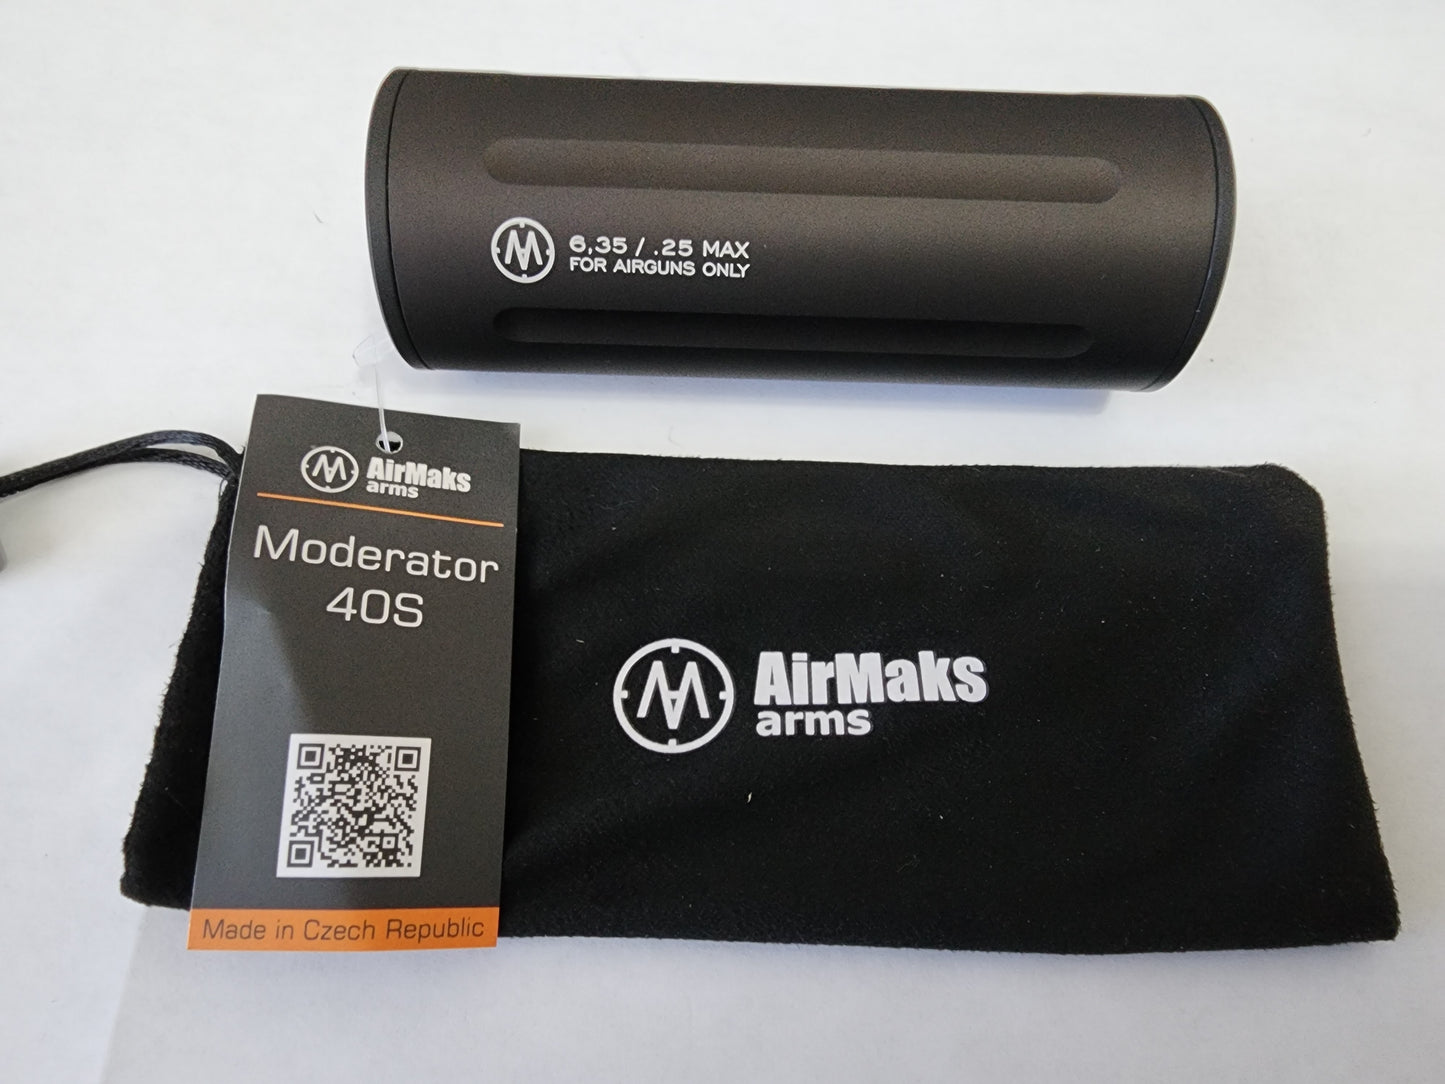 6,35 / .25 MAX
FOR AIRGUNS ONLY
AirMaks
arms
Moderator
40S
Made in Czech Republic
AirMaks
arms